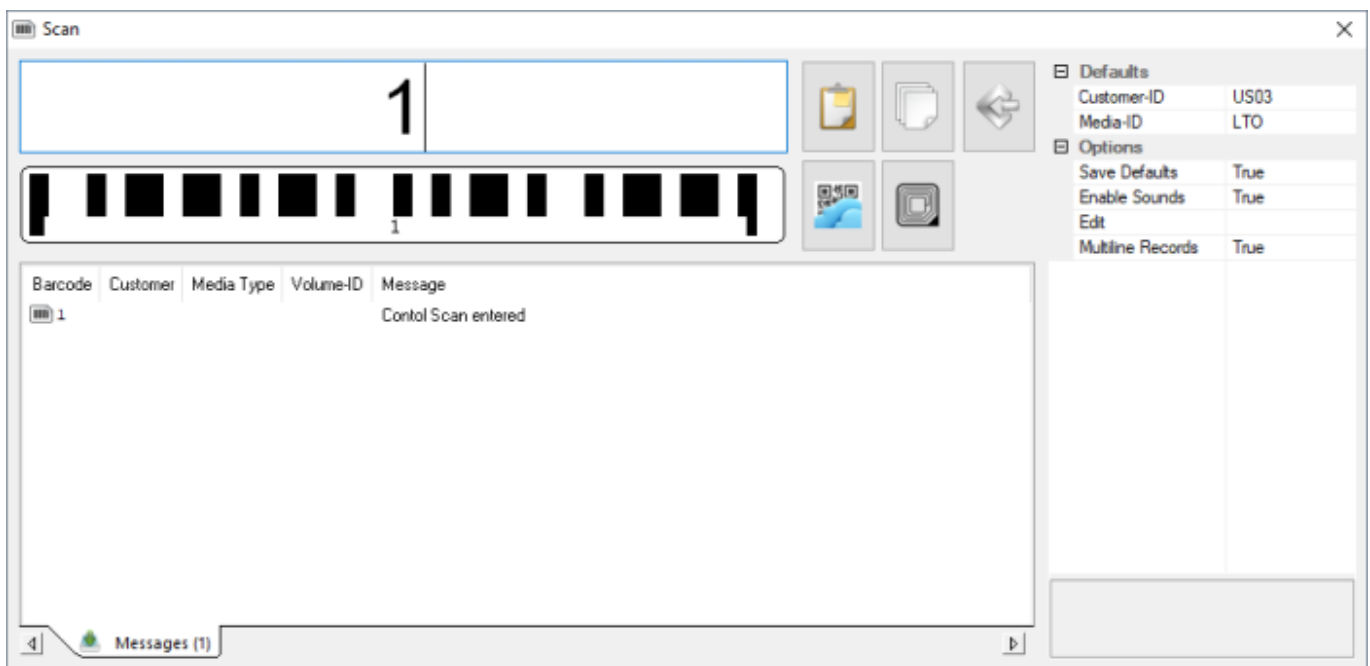 Scan
1
1
Barcode Customer Media Type Volume-ID Message
1 Contol Scan entered
Messages (1)
Defaults
Customer-ID US03
Media-ID LTO
Options
Save Defaults True
Enable Sounds True
Edit
Multiline Records True